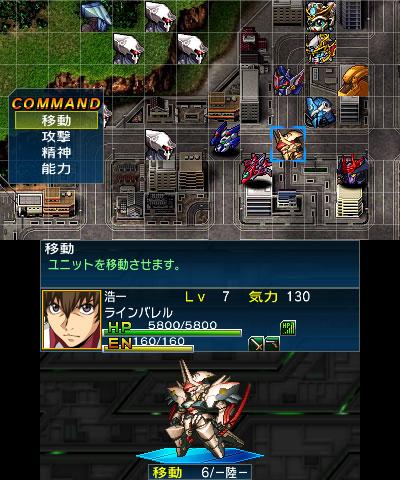 COMMAND
移動
攻撃
精神
能力
移動
ユニットを移動させます。
浩一 Lv 7 気力 130
ラインバレル
HP 5800/5800
EN 160/160
移動 6/−陸−